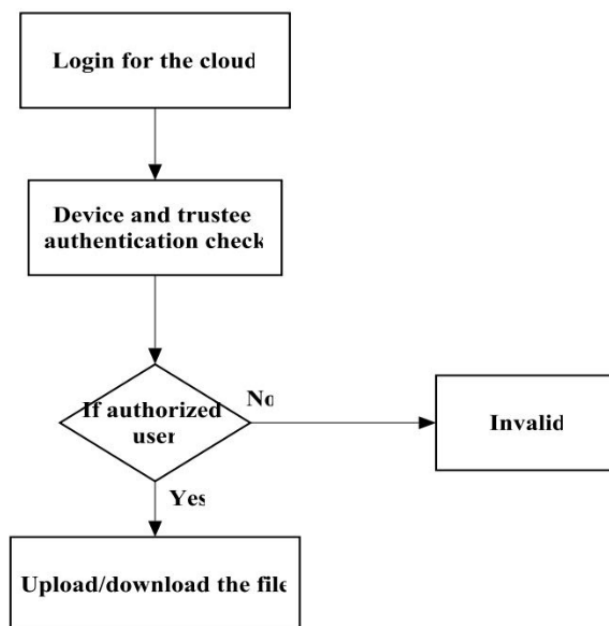 Login for the cloud
Device and trustee
authentication check
If authorized
user
No
Invalid
Yes
Upload/download the file